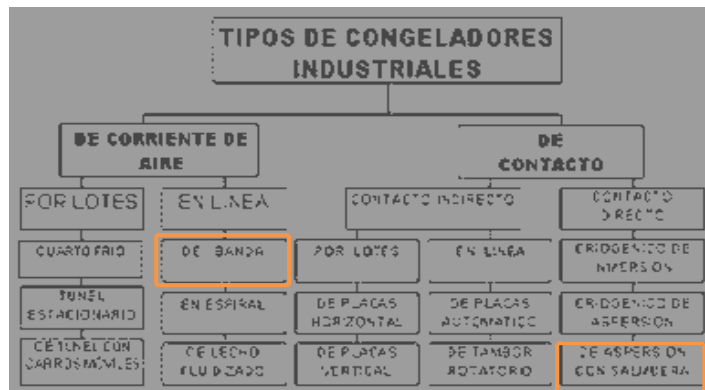 TIPOS DE CONGELADORES
INDUSTRIALES
DE CORRIENTE DE
AIRE
DE
CONTACTO
POR LOTES
EN LINEA
CONTACTO INDIRECTO
CONTACTO
DIRECTO
CUARTO FRIO
DE BANDA
POR LOTES
EN LINEA
CRIOGENICO DE
INMERSION
TUNEL
ESTACIONARIO
EN ESPIRAL
DE PLACAS
HORIZONTAL
DE PLACAS
AUTOMATICO
CRIOGENICO DE
ASPERSION
DE TUNEL CON
CARROS MOVILES
DE LECHO
FLUIDIZADO
DE PLACAS
VERTICAL
DE TAMBOR
ROTATORIO
DE ASPERSION
CON SALMUERA